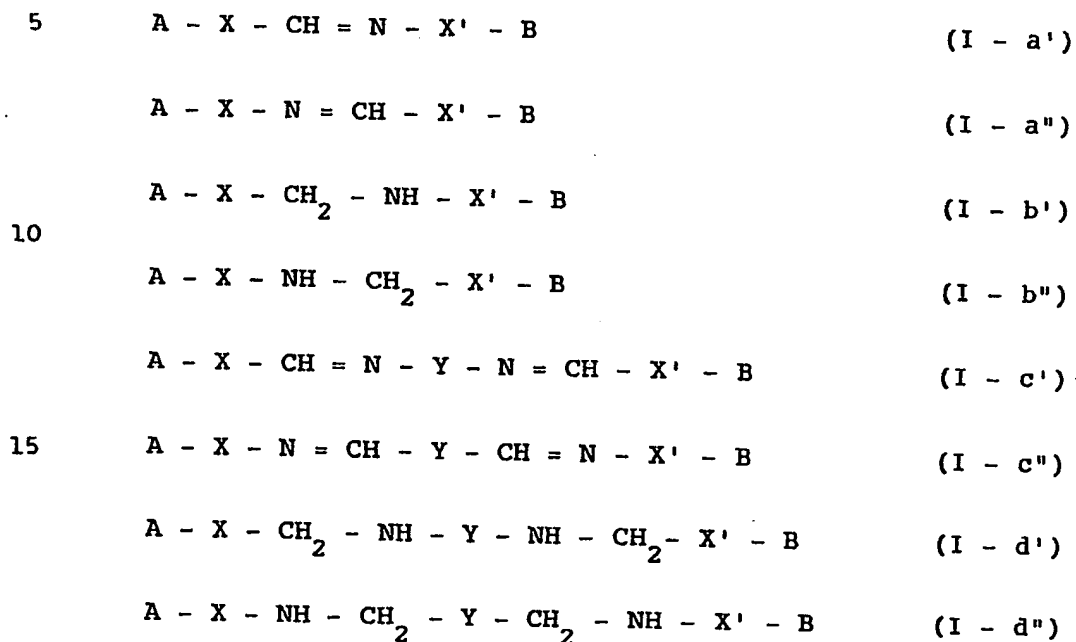 5 A - X - CH = N - X' - B (I - a')
A - X - N = CH - X' - B (I - a")
A - X - CH₂ - NH - X' - B (I - b')
10
A - X - NH - CH₂ - X' - B (I - b")
A - X - CH = N - Y - N = CH - X' - B (I - c')
15 A - X - N = CH - Y - CH = N - X' - B (I - c")
A - X - CH₂ - NH - Y - NH - CH₂- X' - B (I - d')
A - X - NH - CH₂ - Y - CH₂ - NH - X' - B (I - d")